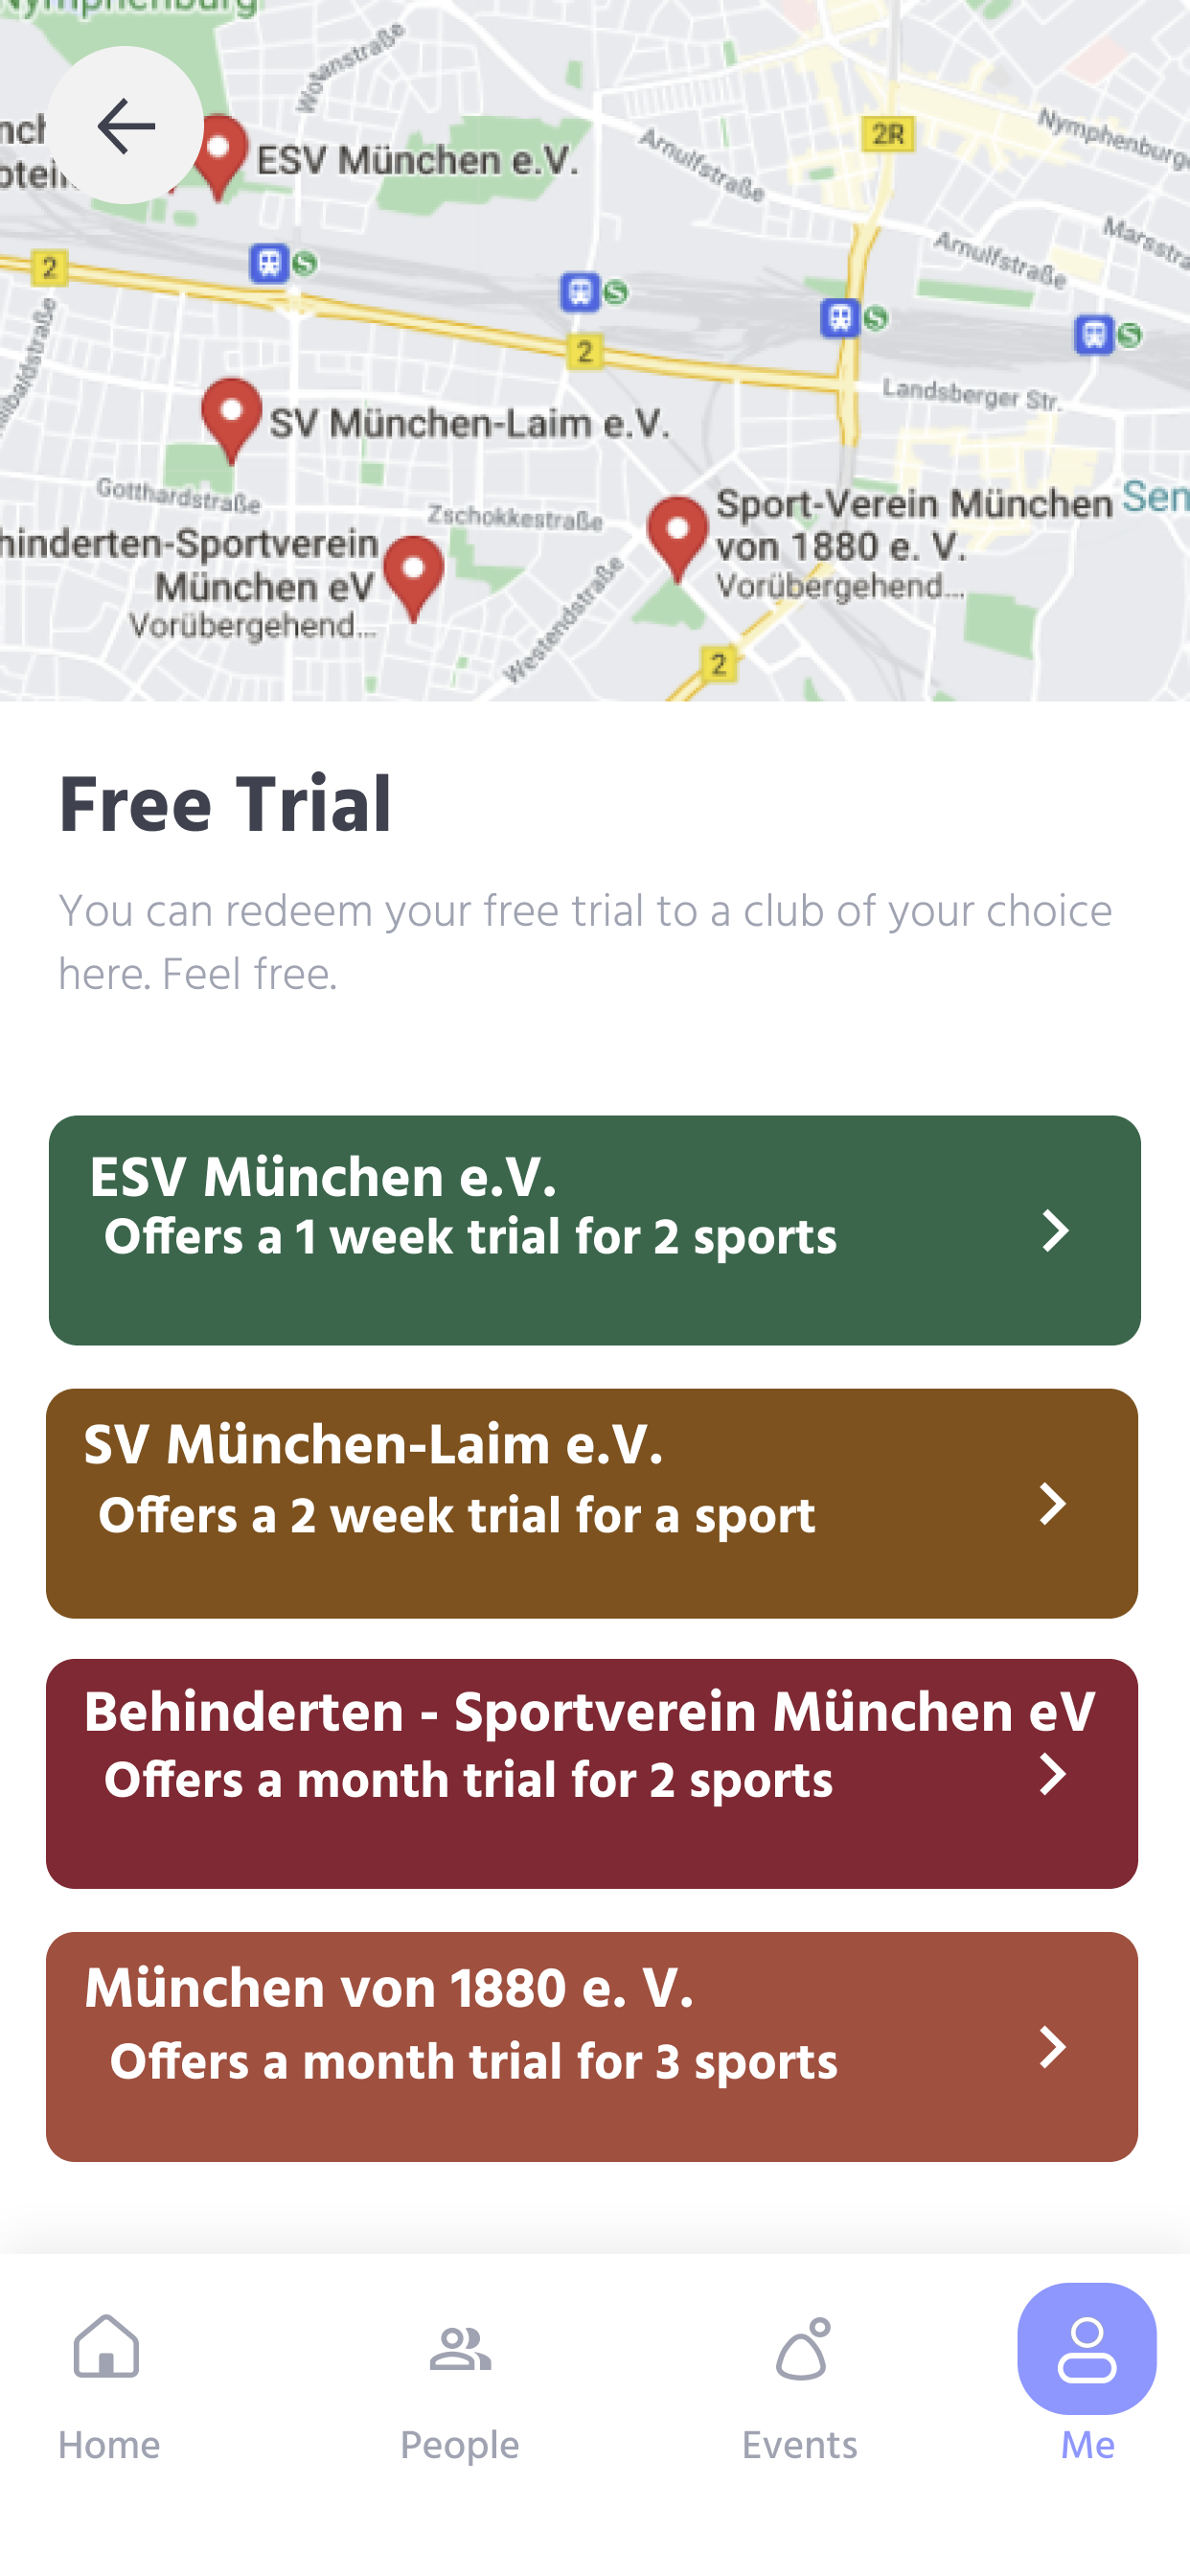 Nymphenburg
Wotanstraße
ESV München e.V.
Arnulfstraße
2R
Nymphenburge
Arnulfstraße
Marsstra
2
S
S
S
S
2
Landsberger Str.
SV München-Laim e.V.
Gotthardstraße
Zschokkestraße
Sport-Verein München
von 1880 e. V.
Vorübergehend...
Sen
hinderten-Sportverein
München eV
Vorübergehend...
Westendstraße
2
Free Trial
You can redeem your free trial to a club of your choice
here. Feel free.
ESV München e.V.
Offers a 1 week trial for 2 sports
SV München-Laim e.V.
Offers a 2 week trial for a sport
Behinderten - Sportverein München eV
Offers a month trial for 2 sports
München von 1880 e. V.
Offers a month trial for 3 sports
Home
People
Events
Me